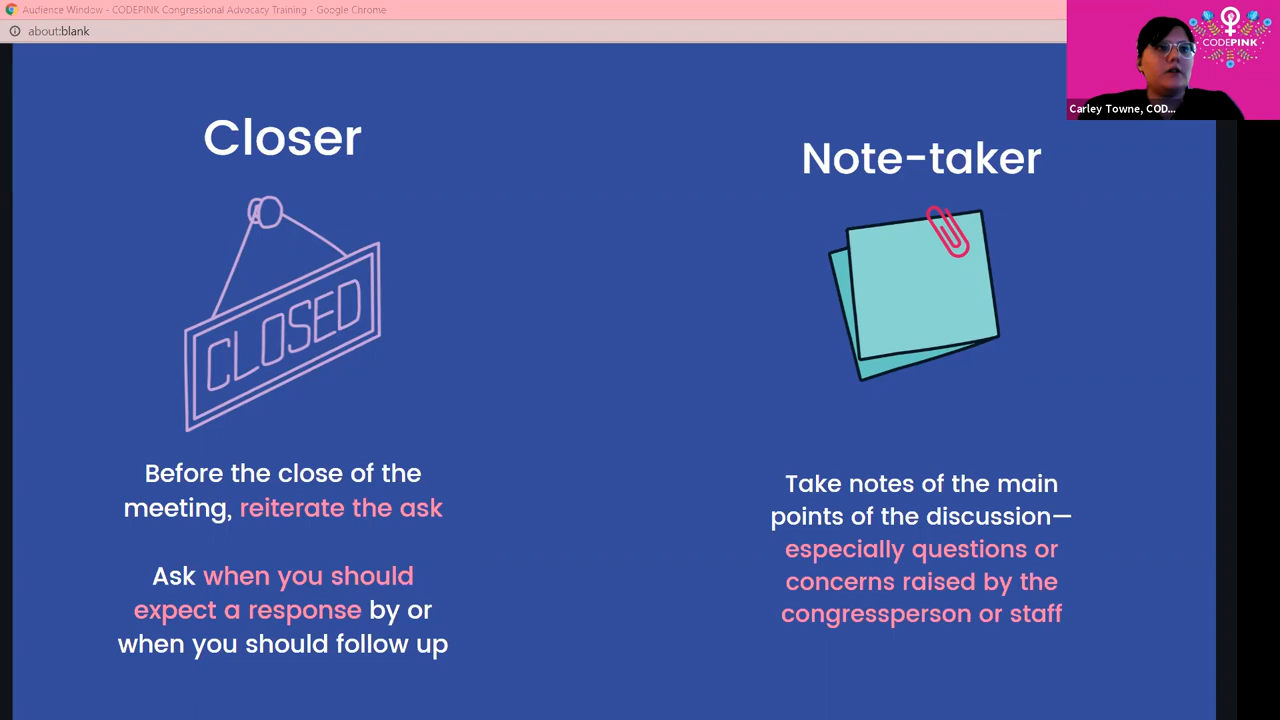 Audience Window - CODEPINK Congressional Advocacy Training - Google Chrome
about:blank
CODEPINK
Carley Towne, COD...
Closer
CLOSED
Before the close of the
meeting, reiterate the ask
Ask when you should
expect a response by or
when you should follow up
Note-taker
Take notes of the main
points of the discussion—
especially questions or
concerns raised by the
congressperson or staff